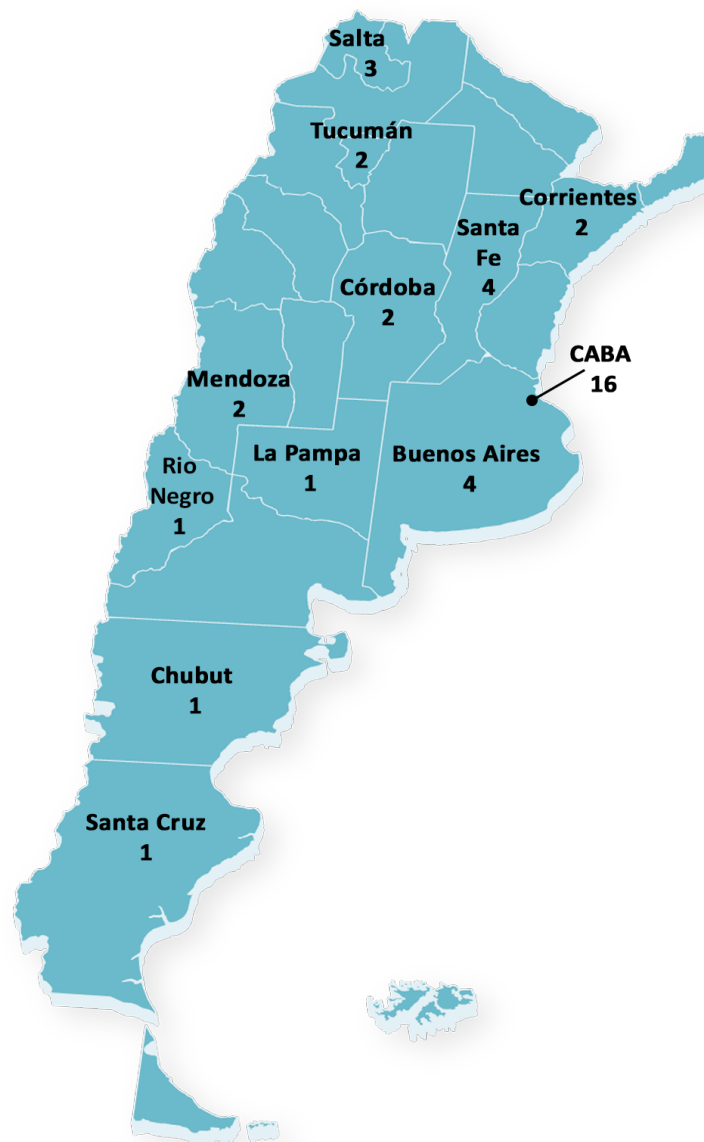 Salta
3
Tucumán
2
Corrientes
2
Santa
Fe
4
Córdoba
2
CABA
16
Mendoza
2
La Pampa
1
Buenos Aires
4
Rio
Negro
1
Chubut
1
Santa Cruz
1